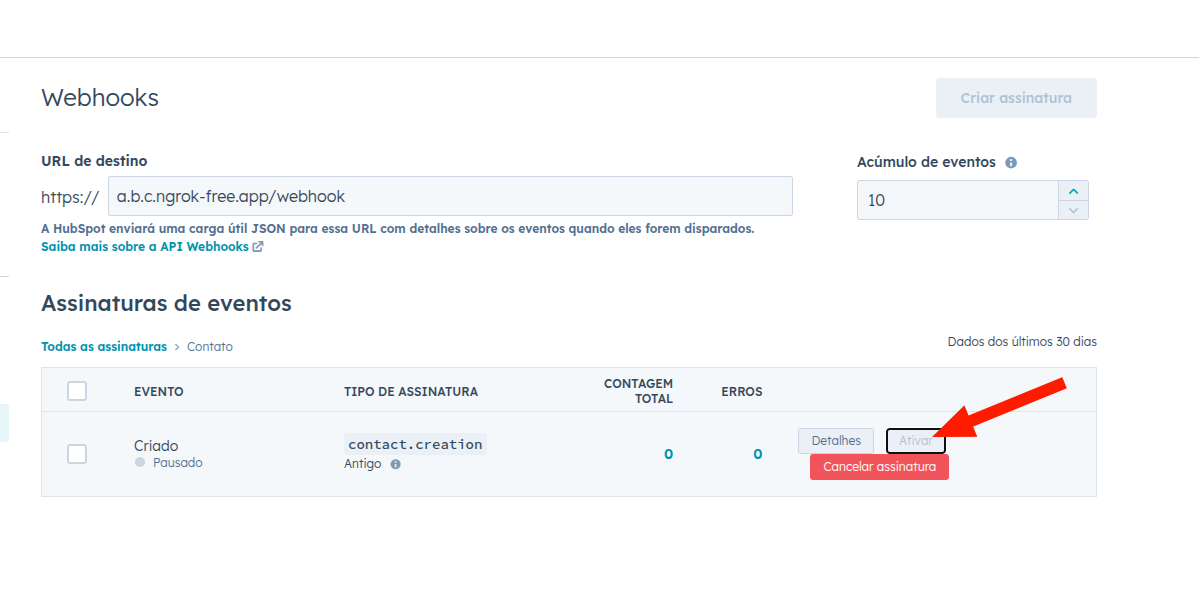 Webhooks
Criar assinatura
URL de destino
https://
a.b.c.ngrok-free.app/webhook
A HubSpot enviará uma carga útil JSON para essa URL com detalhes sobre os eventos quando eles forem disparados.
Saiba mais sobre a API Webhooks
Acúmulo de eventos
10
Assinaturas de eventos
Todas as assinaturas > Contato
Dados dos últimos 30 dias
EVENTO
TIPO DE ASSINATURA
CONTAGEM
TOTAL
ERROS
Criado
Pausado
contact.creation
Antigo
0
0
Detalhes
Ativar
Cancelar assinatura